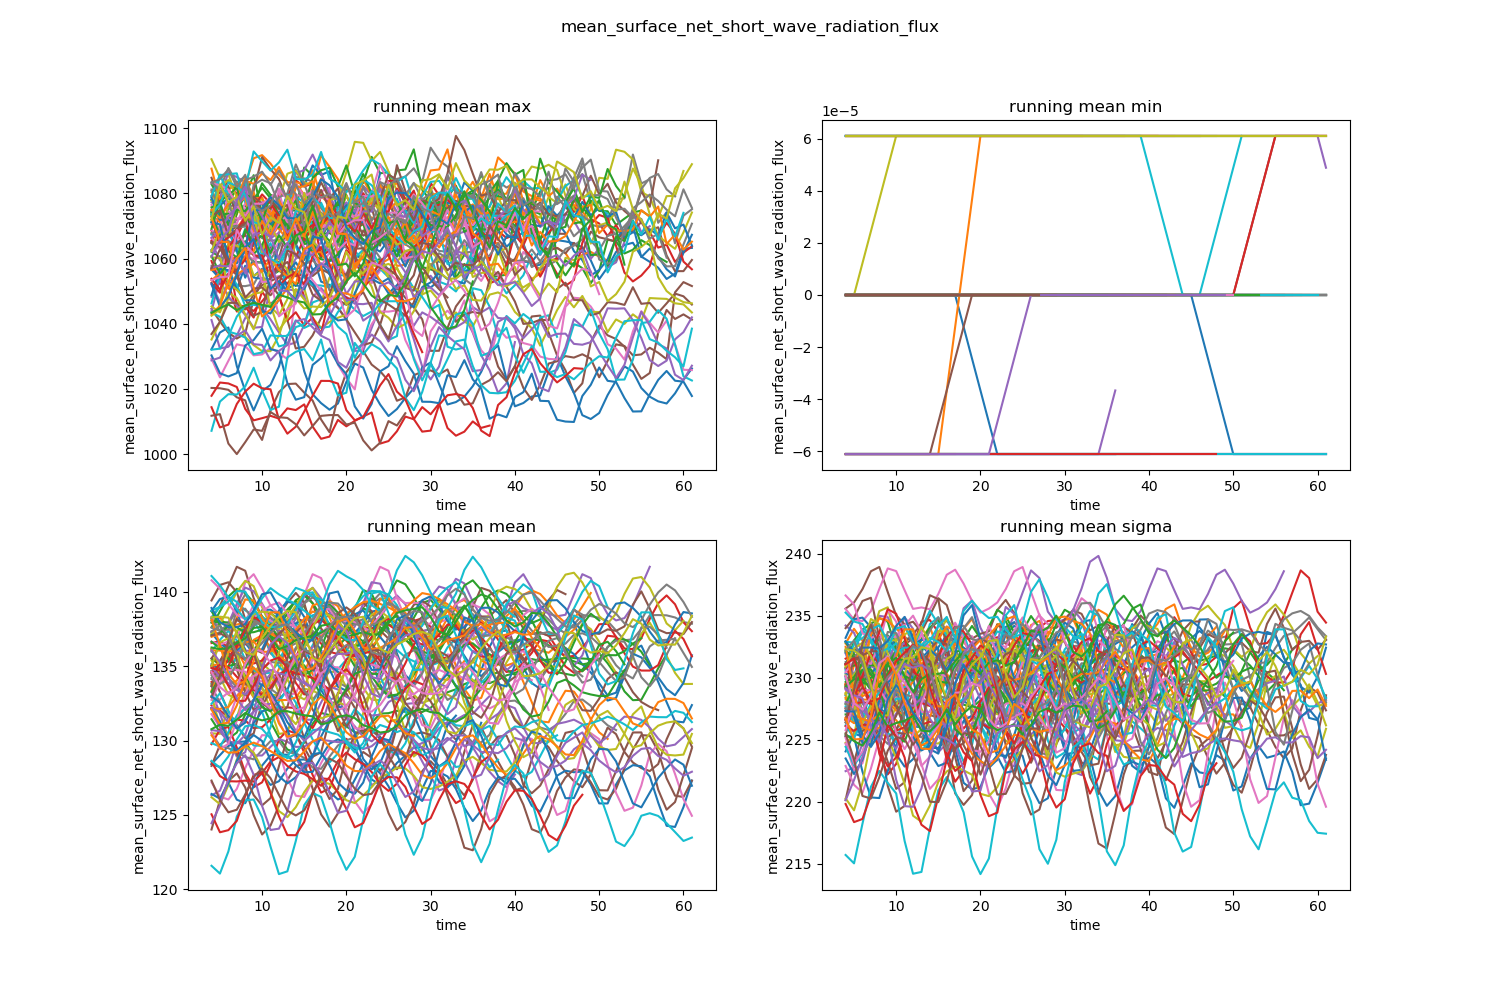 mean_surface_net_short_wave_radiation_flux
running mean max
mean_surface_net_short_wave_radiation_flux
1100
1080
1060
1040
1020
1000
10 20 30 40 50 60
time
running mean min
1e−5
mean_surface_net_short_wave_radiation_flux
6
4
2
0
−2
−4
−6
10 20 30 40 50 60
time
running mean mean
mean_surface_net_short_wave_radiation_flux
140
135
130
125
120
10 20 30 40 50 60
time
running mean sigma
mean_surface_net_short_wave_radiation_flux
240
235
230
225
220
215
10 20 30 40 50 60
time